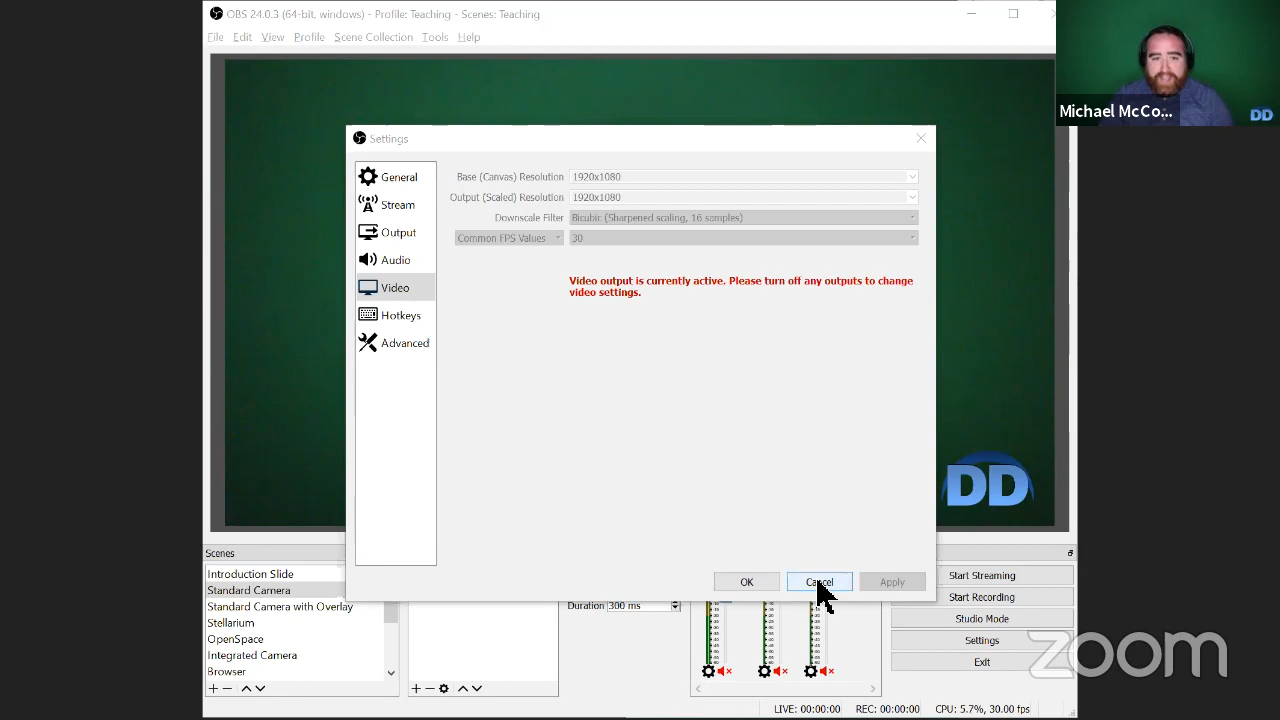 OBS 24.0.3 (64-bit, windows) - Profile: Teaching - Scenes: Teaching
File Edit View Profile Scene Collection Tools Help
Michael McCo...
DD
Settings
General
Stream
Output
Audio
Video
Hotkeys
Advanced
Base (Canvas) Resolution 1920x1080
Output (Scaled) Resolution 1920x1080
Downscale Filter Bicubic (Sharpened scaling, 16 samples)
Common FPS Values 30
Video output is currently active. Please turn off any outputs to change
video settings.
DD
OK Cancel Apply
Scenes
Introduction Slide
Standard Camera
Standard Camera with Overlay
Stellarium
OpenSpace
Integrated Camera
Browser
Duration 300 ms
Start Streaming
Start Recording
Studio Mode
Settings
Exit
zoom
LIVE: 00:00:00 REC: 00:00:00 CPU: 5.7%, 30.00 fps